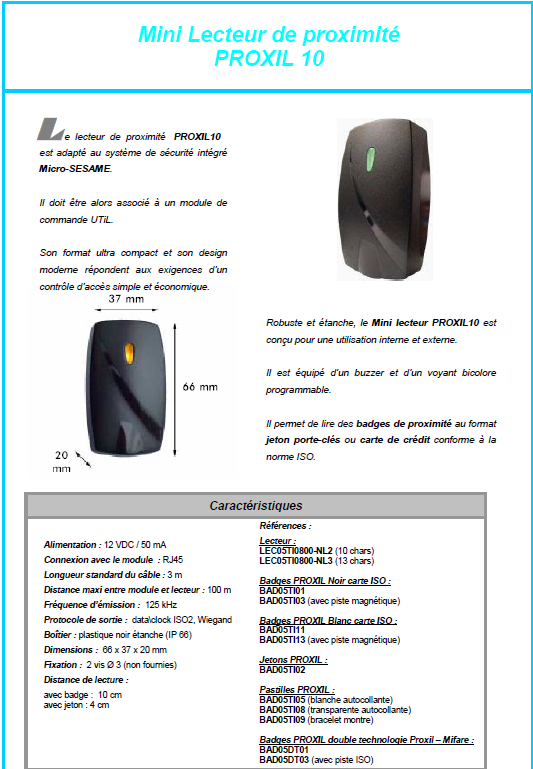 Mini Lecteur de proximité
PROXIL 10
Le lecteur de proximité PROXIL10
est adapté au système de sécurité intégré
Micro-SESAME.
Il doit être alors associé à un module de
commande UTiL.
Son format ultra compact et son design
moderne répondent aux exigences d'un
contrôle d'accès simple et économique.
37 mm
66 mm
20
mm
Robuste et étanche, le Mini lecteur PROXIL10 est
conçu pour une utilisation interne et externe.
Il est équipé d'un buzzer et d'un voyant bicolore
programmable.
Il permet de lire des badges de proximité au format
jeton porte-clés ou carte de crédit conforme à la
norme ISO.
Caractéristiques
Alimentation : 12 VDC / 50 mA
Connexion avec le module : RJ45
Longueur standard du câble : 3 m
Distance maxi entre module et lecteur : 100 m
Fréquence d'émission : 125 kHz
Protocole de sortie : data\clock ISO2, Wiegand
Boîtier : plastique noir étanche (IP 66)
Dimensions : 66 x 37 x 20 mm
Fixation : 2 vis Ø 3 (non fournies)
Distance de lecture :
avec badge : 10 cm
avec jeton : 4 cm
Références :
Lecteur :
LEC05TI0800-NL2 (10 chars)
LEC05TI0800-NL3 (13 chars)
Badges PROXIL Noir carte ISO :
BAD05TI01
BAD05TI03 (avec piste magnétique)
Badges PROXIL Blanc carte ISO :
BAD05TI11
BAD05TI13 (avec piste magnétique)
Jetons PROXIL :
BAD05TI02
Pastilles PROXIL :
BAD05TI05 (blanche autocollante)
BAD05TI08 (transparente autocollante)
BAD05TI09 (bracelet montre)
Badges PROXIL double technologie Proxil – Mifare :
BAD05DT01
BAD05DT03 (avec piste ISO)